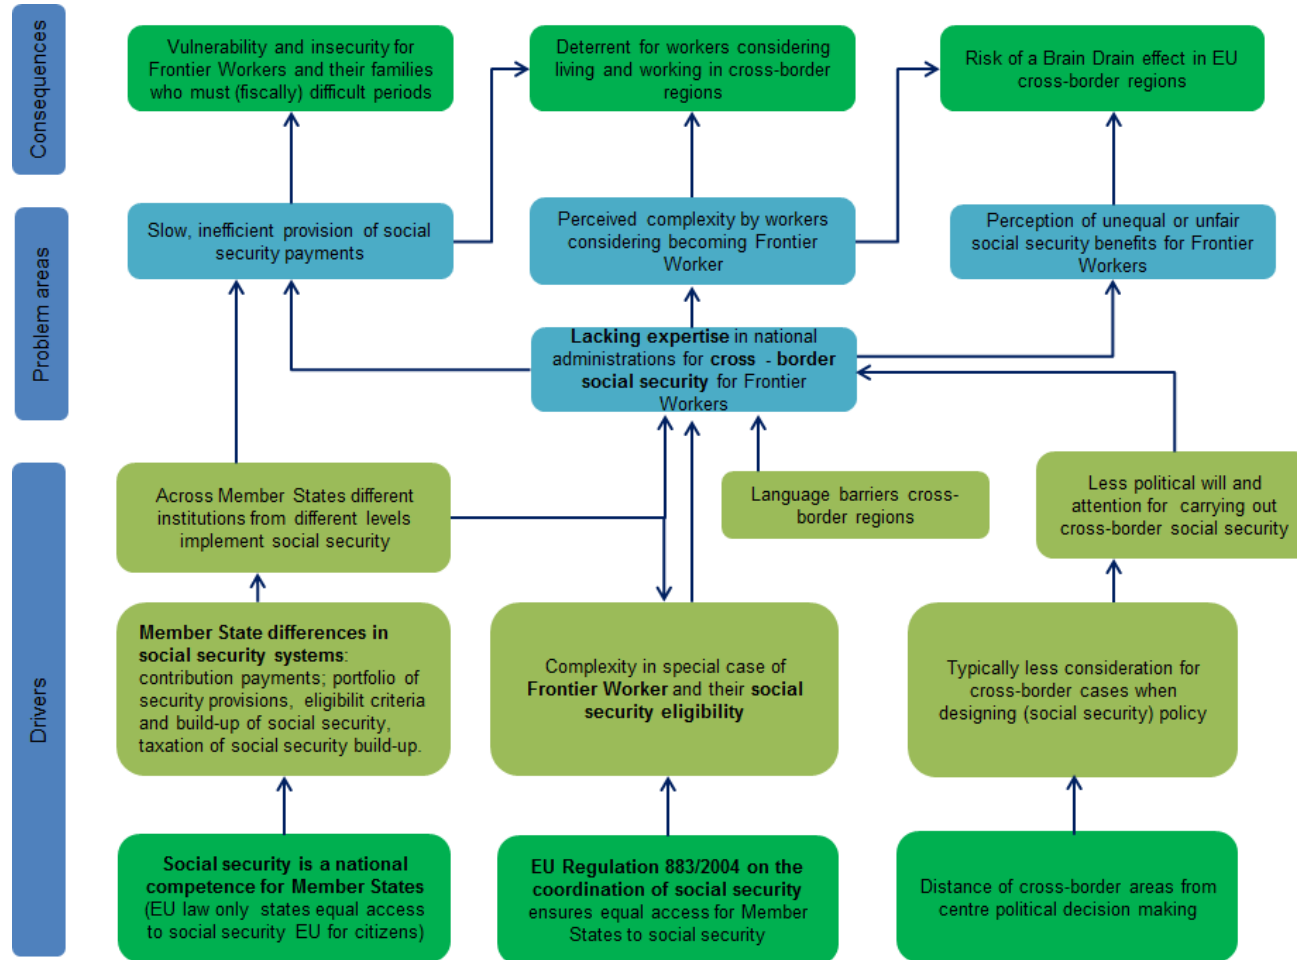 Consequences
Vulnerability and insecurity for
Frontier Workers and their families
who must (fiscally) difficult periods
Deterrent for workers considering
living and working in cross-border
regions
Risk of a Brain Drain effect in EU
cross-border regions
Problem areas
Slow, inefficient provision of social
security payments
Perceived complexity by workers
considering becoming Frontier
Worker
Perception of unequal or unfair
social security benefits for Frontier
Workers
Lacking expertise in national
administrations for cross - border
social security for Frontier
Workers
Drivers
Across Member States different
institutions from different levels
implement social security
Language barriers cross-
border regions
Less political will and
attention for carrying out
cross-border social security
Member State differences in
social security systems:
contribution payments; portfolio of
security provisions, eligibilit criteria
and build-up of social security,
taxation of social security build-up.
Complexity in special case of
Frontier Worker and their social
security eligibility
Typically less consideration for
cross-border cases when
designing (social security) policy
Social security is a national
competence for Member States
(EU law only states equal access
to social security EU for citizens)
EU Regulation 883/2004 on the
coordination of social security
ensures equal access for Member
States to social security
Distance of cross-border areas from
centre political decision making